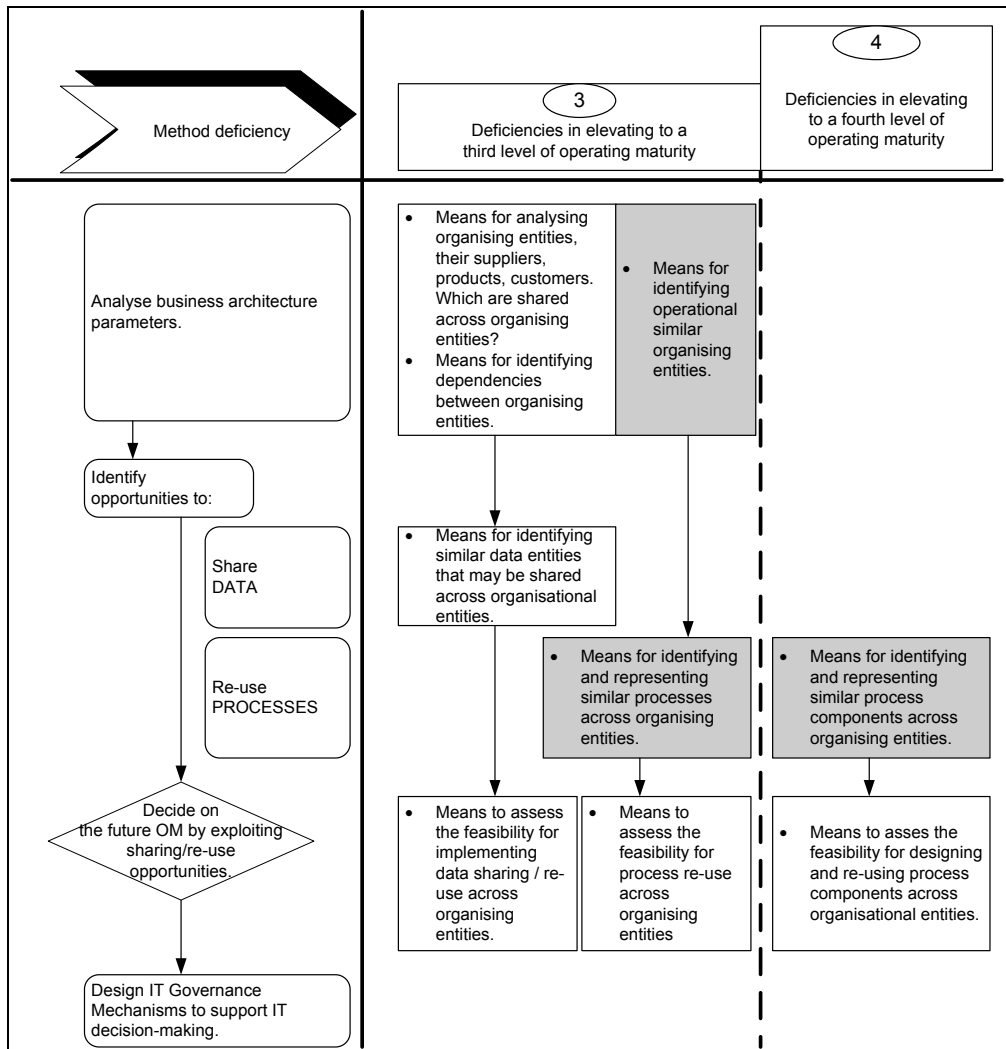 Method deficiency
3
Deficiencies in elevating to a
third level of operating maturity
4
Deficiencies in elevating
to a fourth level of
operating maturity
Analyse business architecture
parameters.
• Means for analysing
organising entities,
their suppliers,
products, customers.
Which are shared
across organising
entities?
• Means for identifying
dependencies
between organising
entities.
• Means for
identifying
operational
similar
organising
entities.
Identify
opportunities to:
Share
DATA
• Means for identifying
similar data entities
that may be shared
across organisational
entities.
Re-use
PROCESSES
• Means for identifying
and representing
similar processes
across organising
entities.
• Means for identifying
and representing
similar process
components across
organising entities.
Decide on
the future OM by exploiting
sharing/re-use
opportunities.
• Means to assess
the feasibility for
implementing
data sharing / re-
use across
organising
entities.
• Means to
assess the
feasibility for
process re-use
across
organising
entities
• Means to asses the
feasibility for designing
and re-using process
components across
organisational entities.
Design IT Governance
Mechanisms to support IT
decision-making.